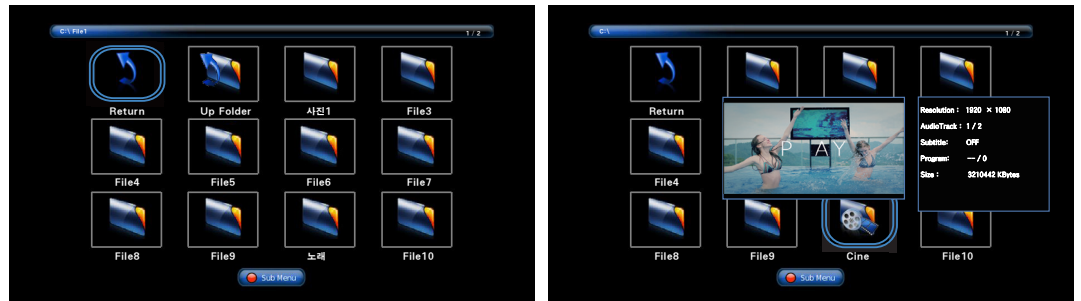 C:\ File1
1 / 2
Return
Up Folder
사진1
File3
File4
File5
File6
File7
File8
File9
노래
File10
Sub Menu
C:\
1 / 2
Return
Resolution : 1920 × 1080
AudioTrack : 1 / 2
Subtitle: OFF
Program: -- / 0
Size : 3210442 KBytes
P AY
File4
File8
File9
Cine
File10
Sub Menu